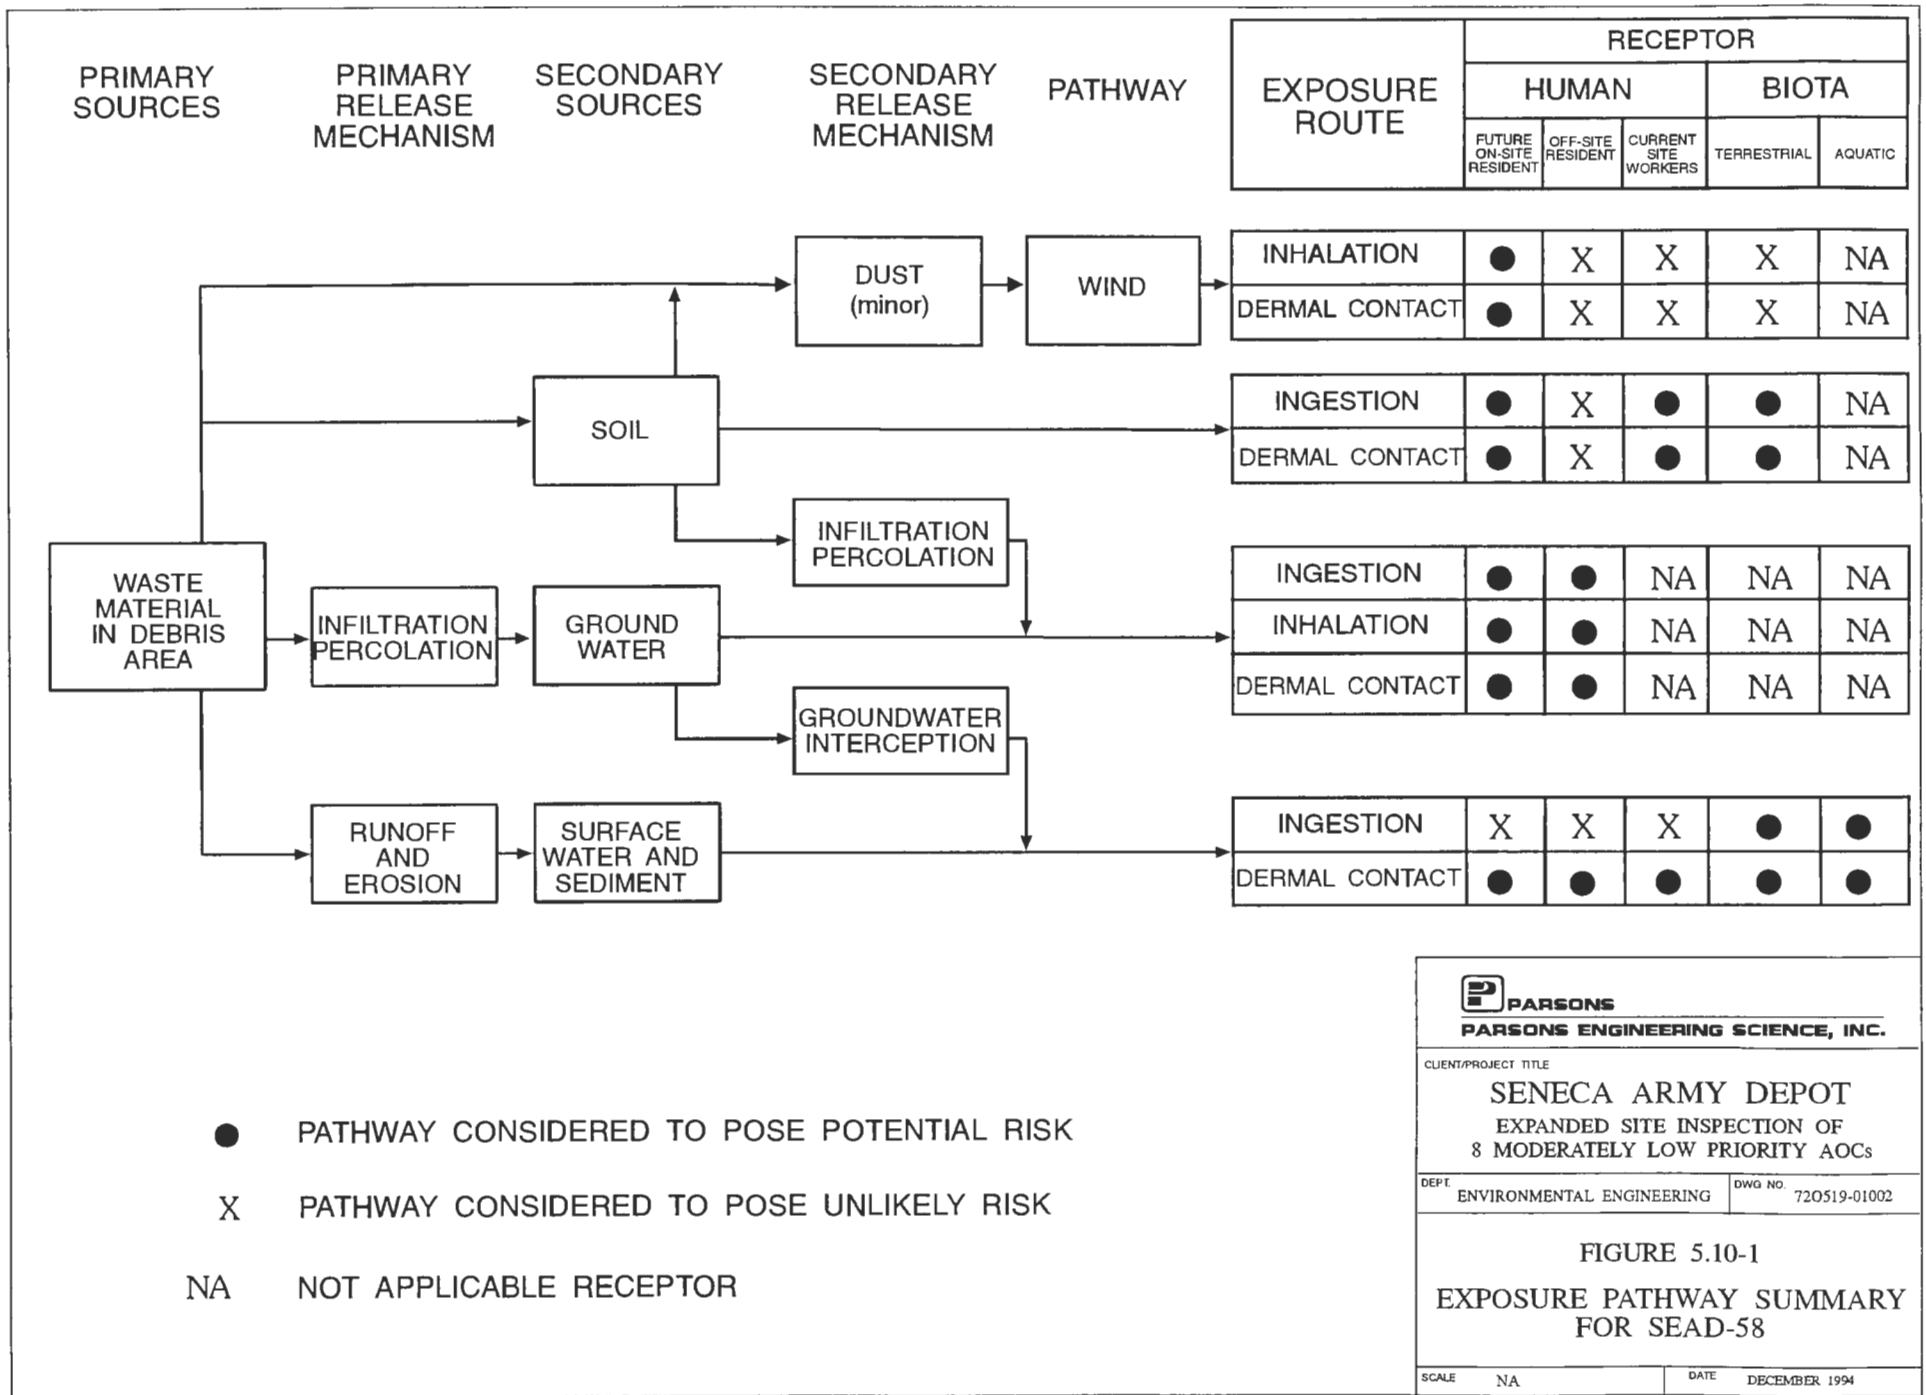 PRIMARY
SOURCES
PRIMARY
RELEASE
MECHANISM
SECONDARY
SOURCES
SECONDARY
RELEASE
MECHANISM
PATHWAY
EXPOSURE
ROUTE
RECEPTOR
HUMAN
BIOTA
FUTURE
ON-SITE
RESIDENT
OFF-SITE
RESIDENT
CURRENT
SITE
WORKERS
TERRESTRIAL
AQUATIC
DUST
(minor)
WIND
INHALATION ● X X X NA
DERMAL CONTACT ● X X X NA
SOIL
INGESTION ● X ● ● NA
DERMAL CONTACT ● X ● ● NA
INFILTRATION
PERCOLATION
WASTE
MATERIAL
IN DEBRIS
AREA
INFILTRATION
PERCOLATION
GROUND
WATER
INGESTION ● ● NA NA NA
INHALATION ● ● NA NA NA
DERMAL CONTACT ● ● NA NA NA
GROUNDWATER
INTERCEPTION
RUNOFF
AND
EROSION
SURFACE
WATER AND
SEDIMENT
INGESTION X X X ● ●
DERMAL CONTACT ● ● ● ● ●
● PATHWAY CONSIDERED TO POSE POTENTIAL RISK
X PATHWAY CONSIDERED TO POSE UNLIKELY RISK
NA NOT APPLICABLE RECEPTOR
PARSONS
PARSONS ENGINEERING SCIENCE, INC.
CLIENT/PROJECT TITLE
SENECA ARMY DEPOT
EXPANDED SITE INSPECTION OF
8 MODERATELY LOW PRIORITY AOCs
DEPT. ENVIRONMENTAL ENGINEERING
DWG NO. 720519-01002
FIGURE 5.10-1
EXPOSURE PATHWAY SUMMARY
FOR SEAD-58
SCALE NA
DATE DECEMBER 1994